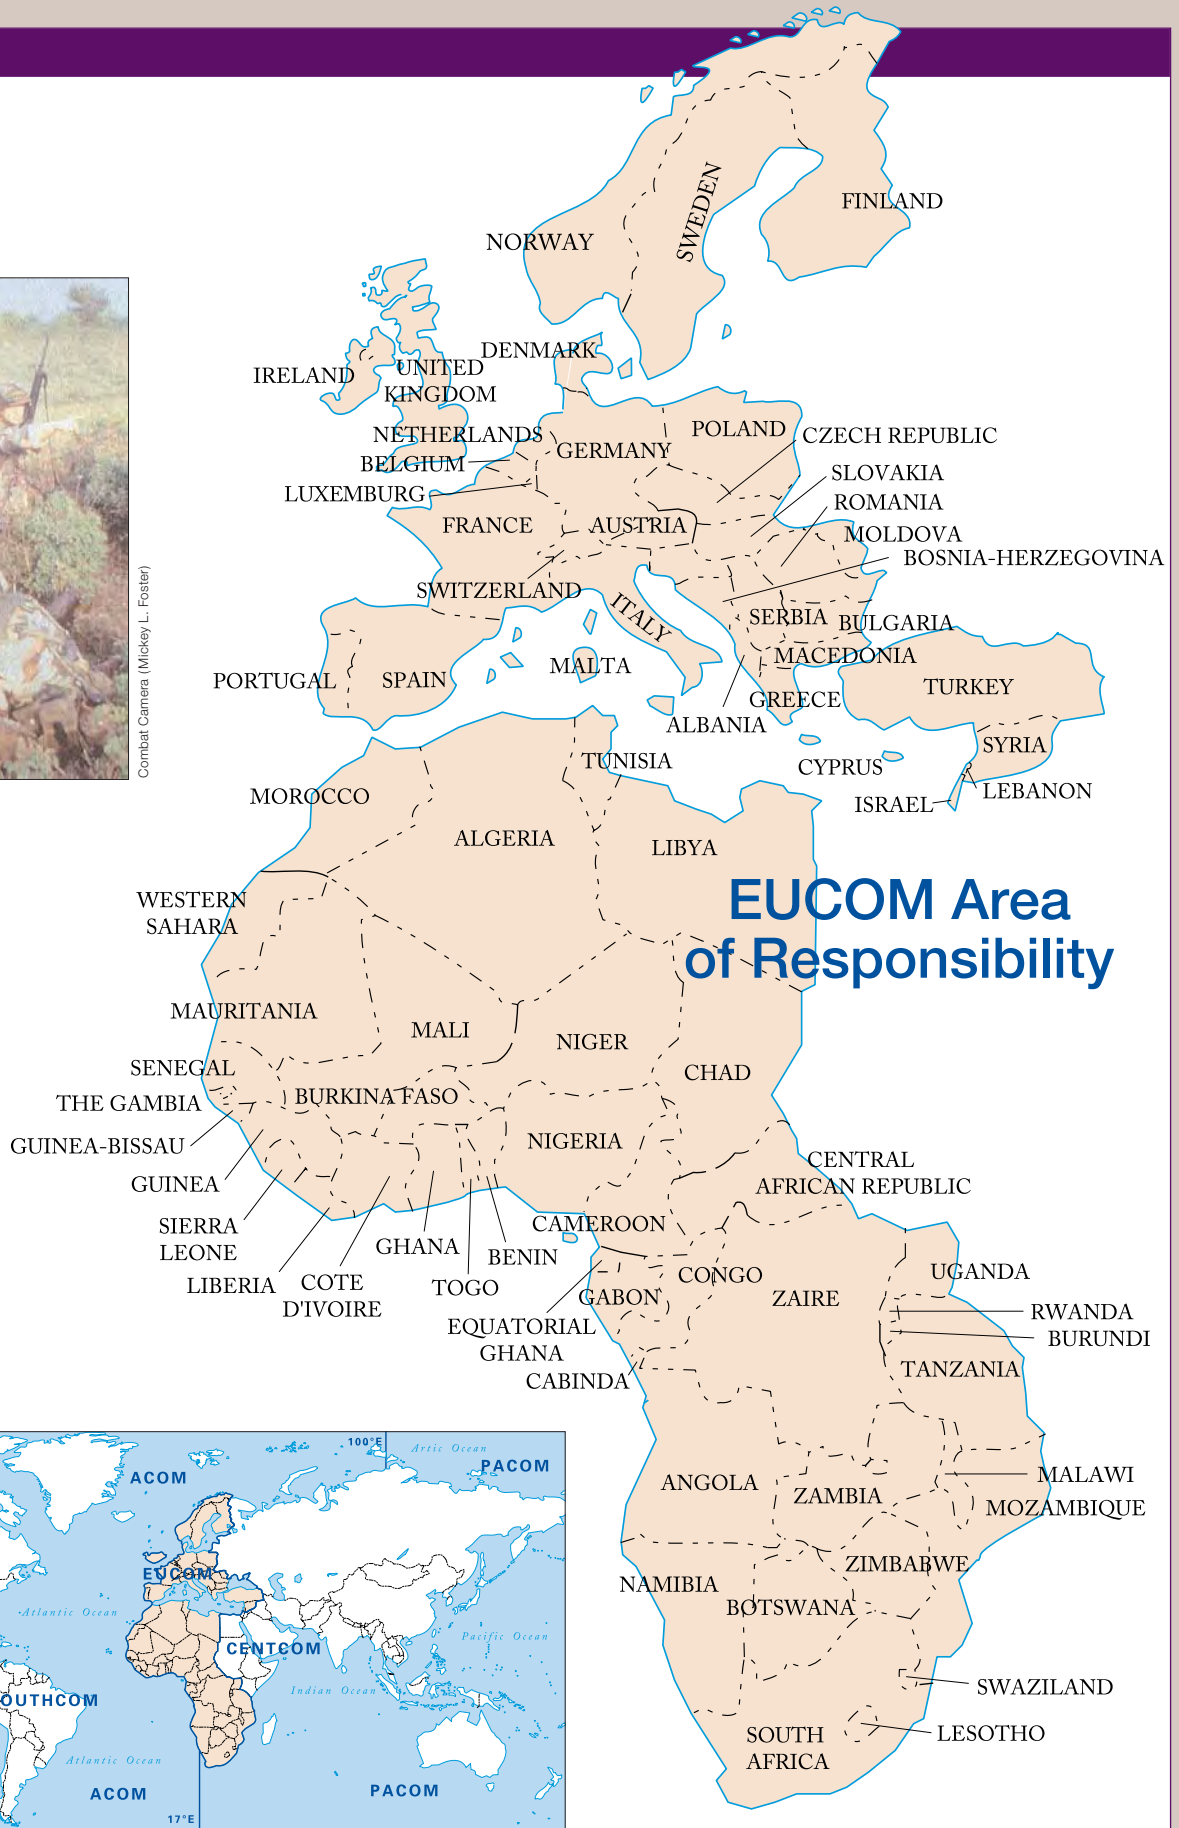 NORWAY
SWEDEN
FINLAND
DENMARK
IRELAND
UNITED
KINGDOM
NETHERLANDS
BELGIUM
LUXEMBURG
GERMANY
POLAND
CZECH REPUBLIC
SLOVAKIA
ROMANIA
MOLDOVA
BOSNIA-HERZEGOVINA
FRANCE
AUSTRIA
SWITZERLAND
ITALY
SERBIA
BULGARIA
MACEDONIA
PORTUGAL
SPAIN
MALTA
GREECE
ALBANIA
TURKEY
SYRIA
CYPRUS
LEBANON
ISRAEL
Combat Camera (Mickey L. Foster)
MOROCCO
TUNISIA
ALGERIA
LIBYA
EUCOM Area
of Responsibility
WESTERN
SAHARA
MAURITANIA
MALI
NIGER
CHAD
SENEGAL
THE GAMBIA
BURKINA FASO
GUINEA-BISSAU
GUINEA
NIGERIA
SIERRA
LEONE
LIBERIA
COTE
D'IVOIRE
GHANA
TOGO
BENIN
CENTRAL
AFRICAN REPUBLIC
CAMEROON
EQUATORIAL
GHANA
GABON
CONGO
ZAIRE
UGANDA
RWANDA
BURUNDI
CABINDA
TANZANIA
ANGOLA
ZAMBIA
MALAWI
MOZAMBIQUE
ZIMBABWE
NAMIBIA
BOTSWANA
SWAZILAND
LESOTHO
SOUTH
AFRICA
100°E
Artic Ocean
ACOM
PACOM
EUCOM
Atlantic Ocean
CENTCOM
Pacific Ocean
Indian Ocean
OUTHCOM
Atlantic Ocean
ACOM
PACOM
17°E